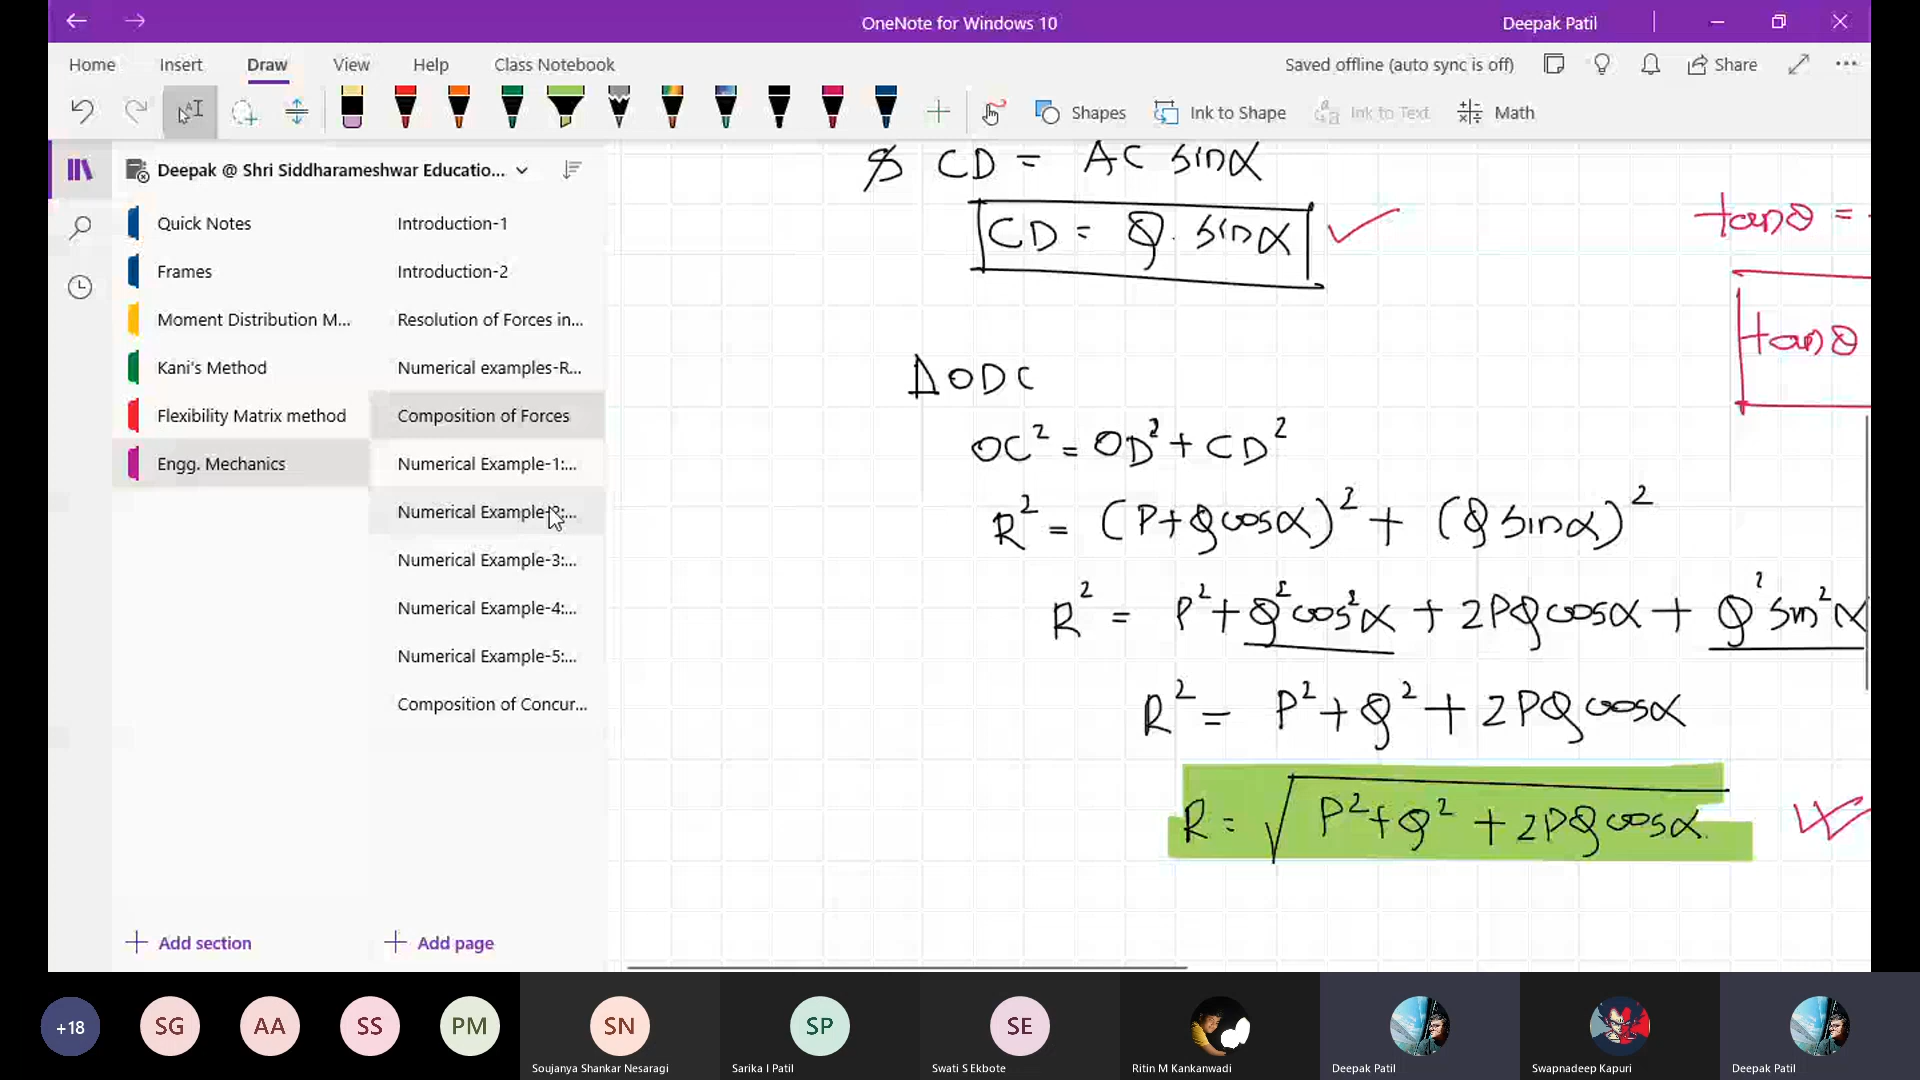 OneNote for Windows 10
Deepak Patil
Home Insert Draw View Help Class Notebook
Saved offline (auto sync is off) Share
Shapes Ink to Shape Ink to Text Math
Deepak @ Shri Siddharameshwar Educatio...
Quick Notes
Frames
Moment Distribution M...
Kani's Method
Flexibility Matrix method
Engg. Mechanics
Add section
Introduction-1
Introduction-2
Resolution of Forces in...
Numerical examples-R...
Composition of Forces
Numerical Example-1:...
Numerical Example-2:...
Numerical Example-3:...
Numerical Example-4:...
Numerical Example-5:...
Composition of Concur...
Add page
CD = AC sinα
CD = Q. sinα
ΔODC
OC² = OD² + CD²
R² = (P+Qcosα)² + (Q sinα)²
R² = P² + Q²cos²α + 2PQcosα + Q²sin²α
R² = P² + Q² + 2PQcosα
R = √P²+Q² + 2PQcosα
tanθ =
tanθ
+18 SG AA SS PM SN SP SE
Soujanya Shankar Nesaragi
Sarika I Patil
Swati S Ekbote
Ritin M Kankanwadi
Deepak Patil
Swapnadeep Kapuri
Deepak Patil